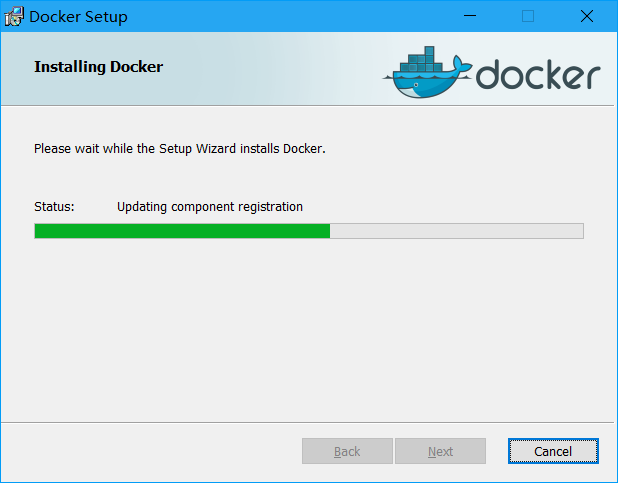 Docker Setup
Installing Docker
docker
Please wait while the Setup Wizard installs Docker.
Status: Updating component registration
Back Next Cancel